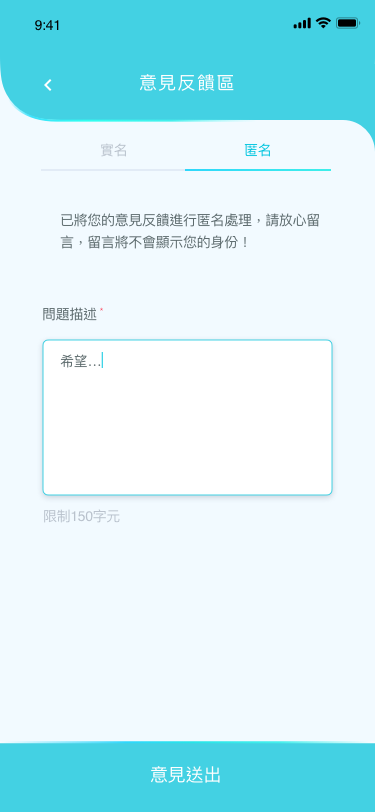 9:41
意見反饋區
實名
匿名
已將您的意見反饋進行匿名處理，請放心留
言，留言將不會顯示您的身份！
問題描述*
希望...
限制150字元
意見送出